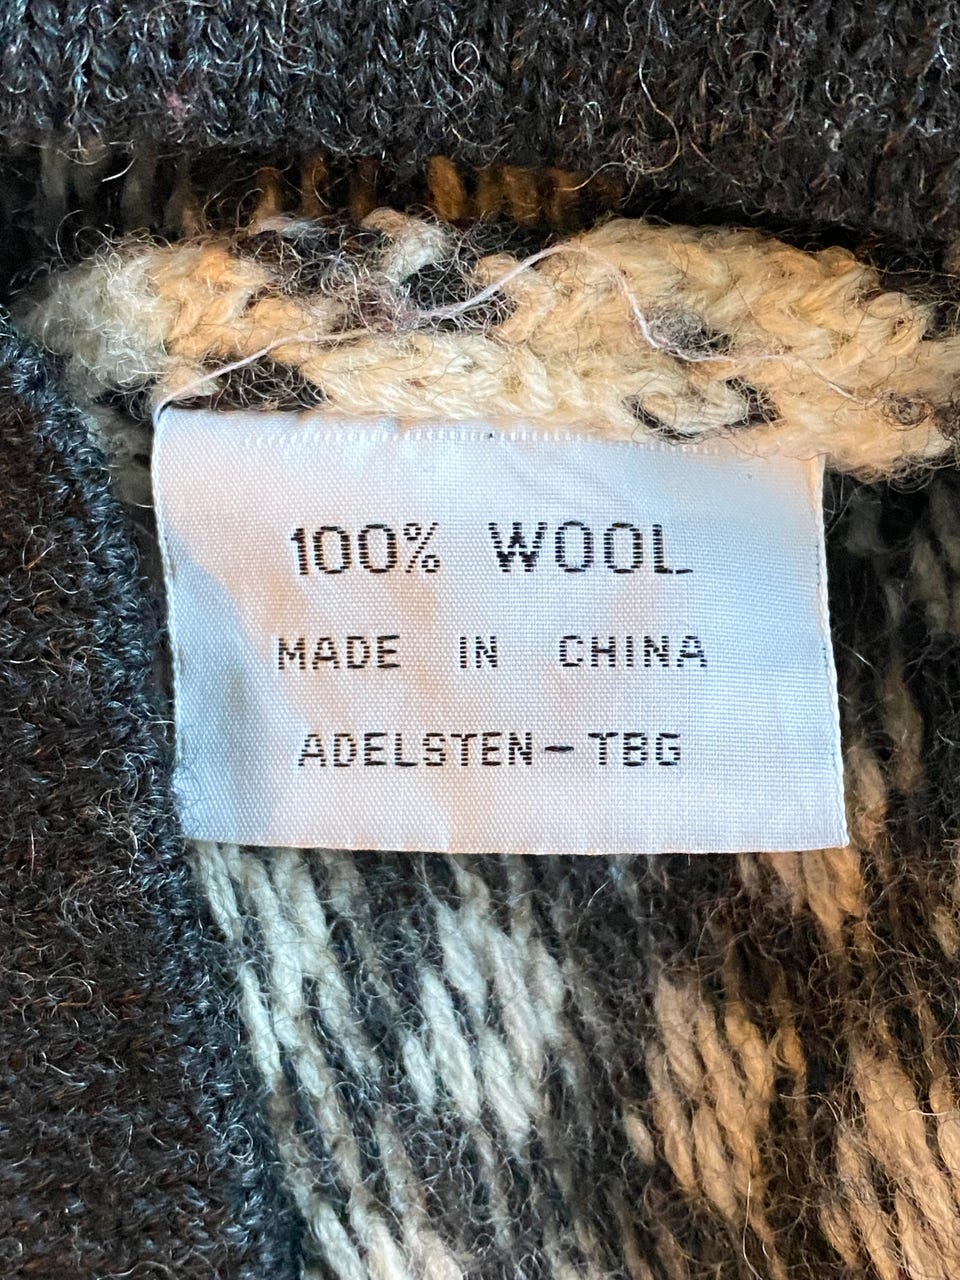 100% WOOL
MADE IN CHINA
ADELSTEN-TBG